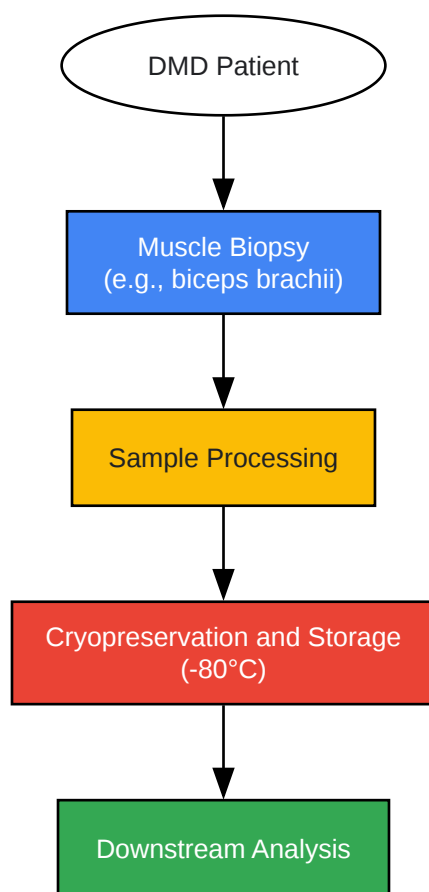 DMD Patient
Muscle Biopsy
(e.g., biceps brachii)
Sample Processing
Cryopreservation and Storage
(-80°C)
Downstream Analysis